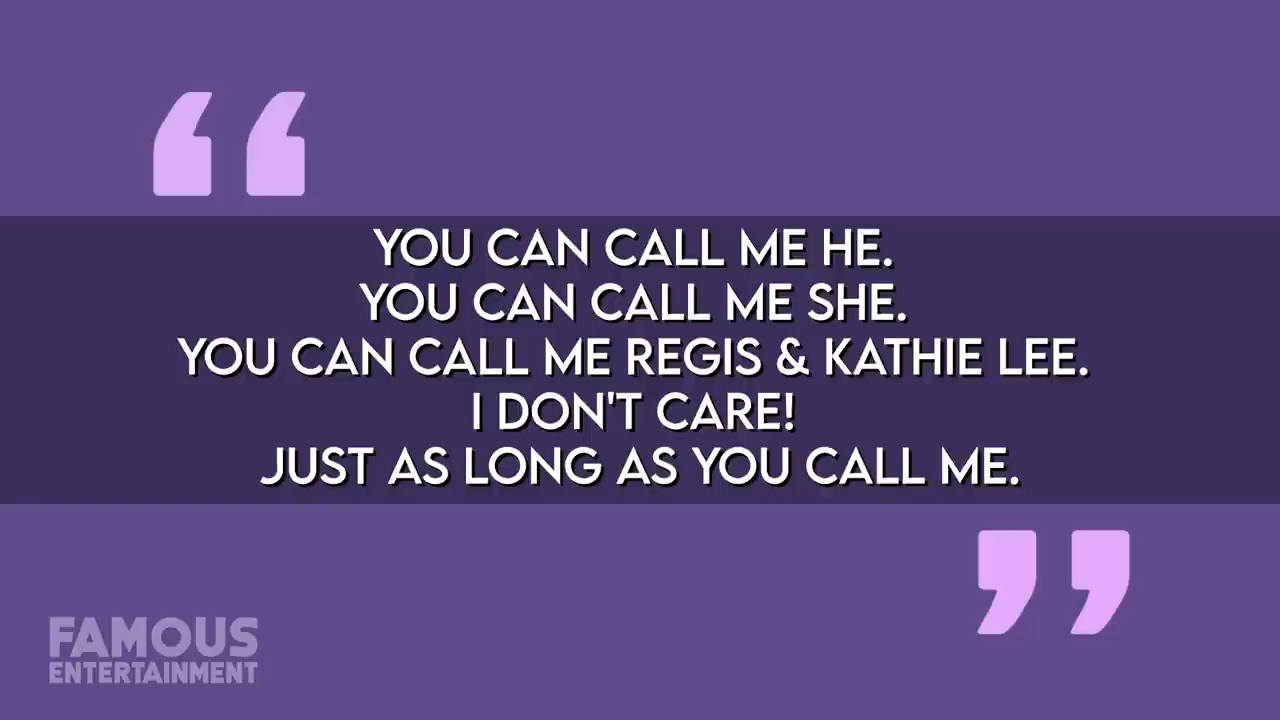 YOU CAN CALL ME HE.
YOU CAN CALL ME SHE.
YOU CAN CALL ME REGIS & KATHIE LEE.
I DON'T CARE!
JUST AS LONG AS YOU CALL ME.
FAMOUS
ENTERTAINMENT